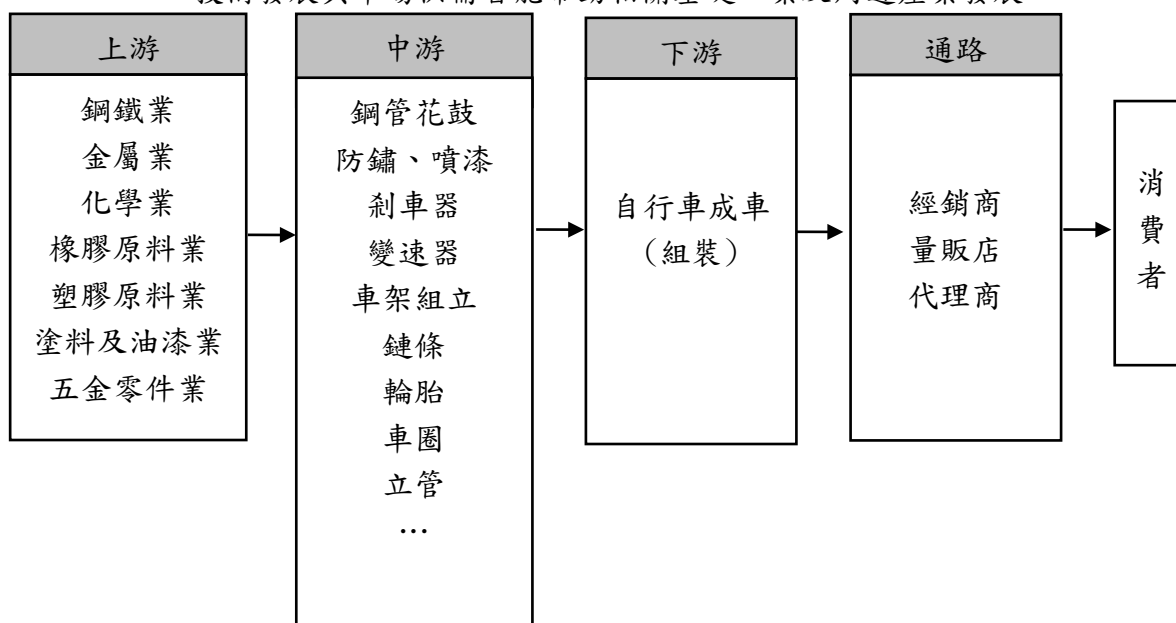 上游
鋼鐵業
金屬業
化學業
橡膠原料業
塑膠原料業
塗料及油漆業
五金零件業
中游
鋼管花鼓
防鏽、噴漆
剎車器
變速器
車架組立
鏈條
輪胎
車圈
立管
…
下游
自行車成車
（組裝）
通路
經銷商
量販店
代理商
消
費
者